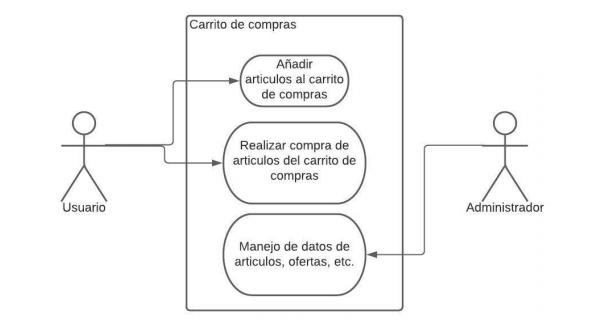 Carrito de compras
Añadir
articulos al carrito
de compras
Realizar compra de
articulos del carrito de
compras
Usuario
Administrador
Manejo de datos de
articulos, ofertas, etc.